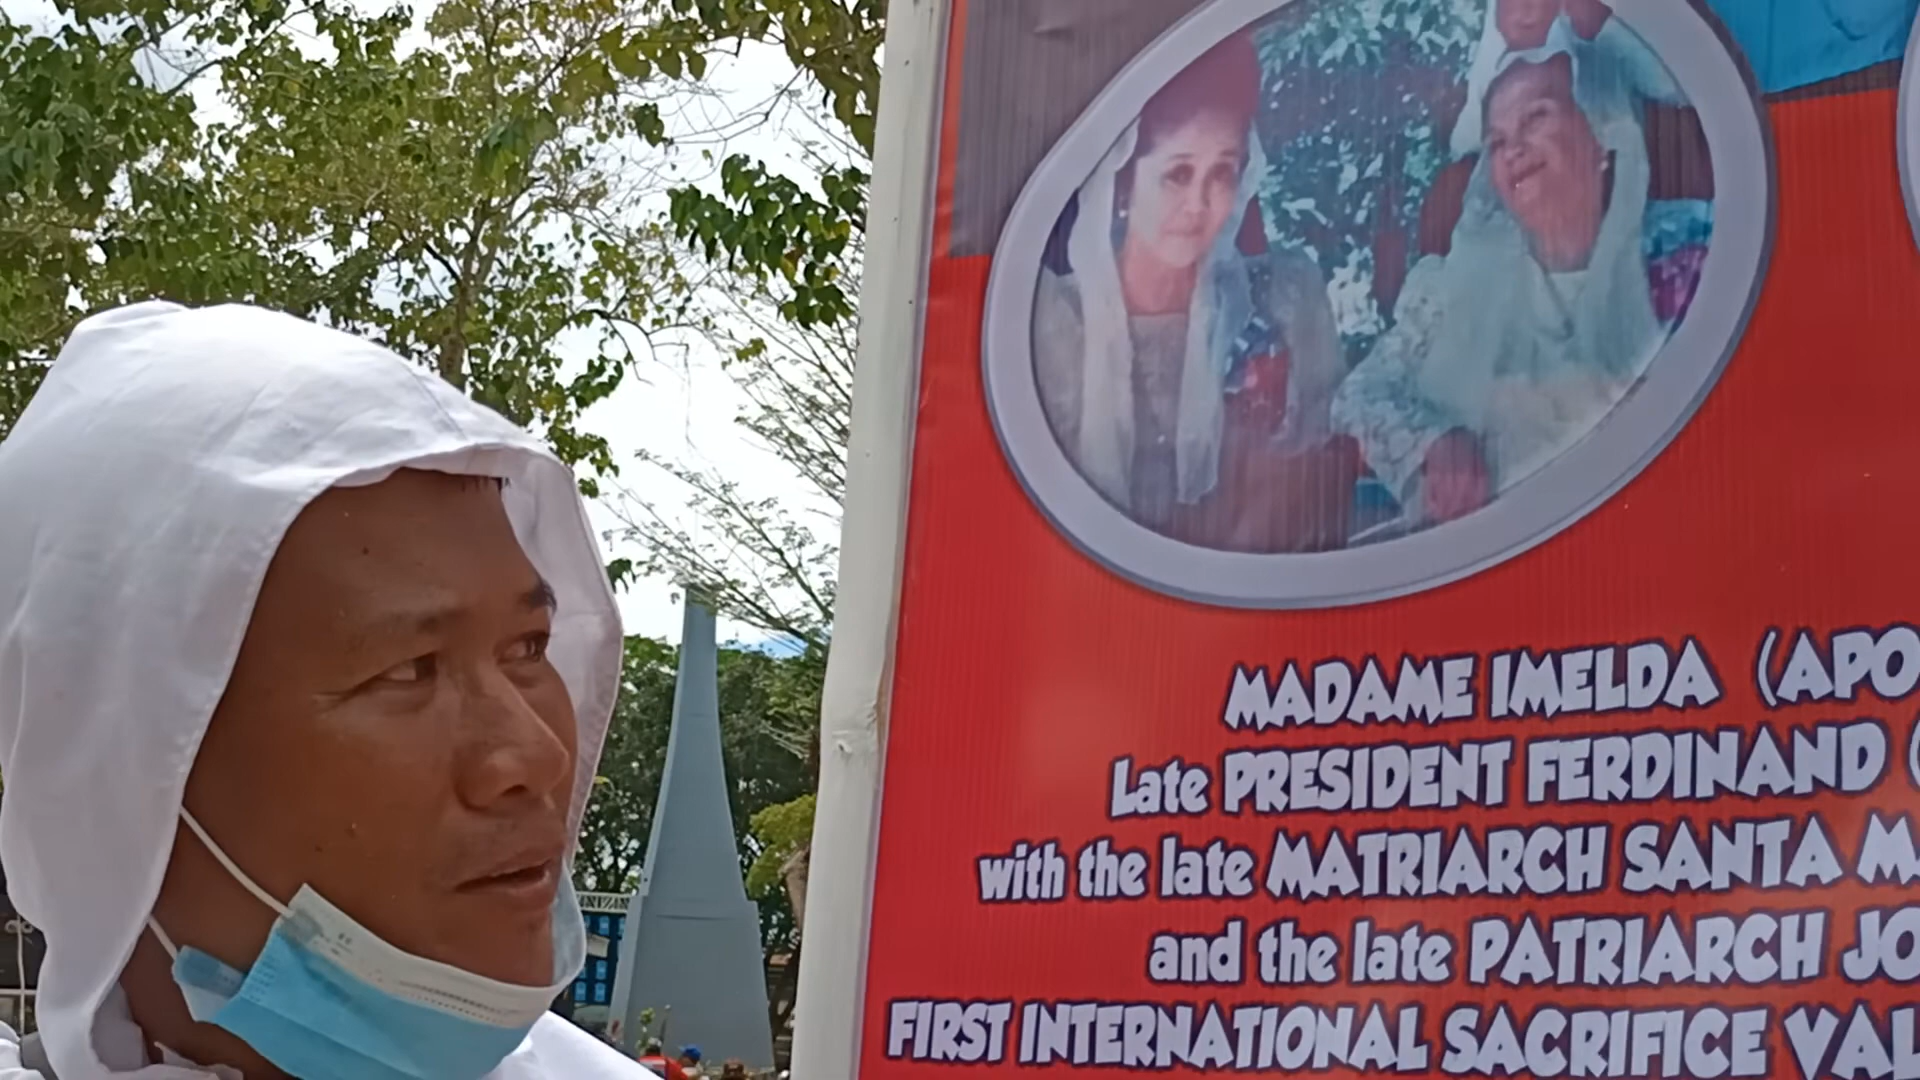 MADAME IMELDA (APO
Late PRESIDENT FERDINAND (
with the late MATRIARCH SANTA M
and the late PATRIARCH JO
FIRST INTERNATIONAL SACRIFICE VAL